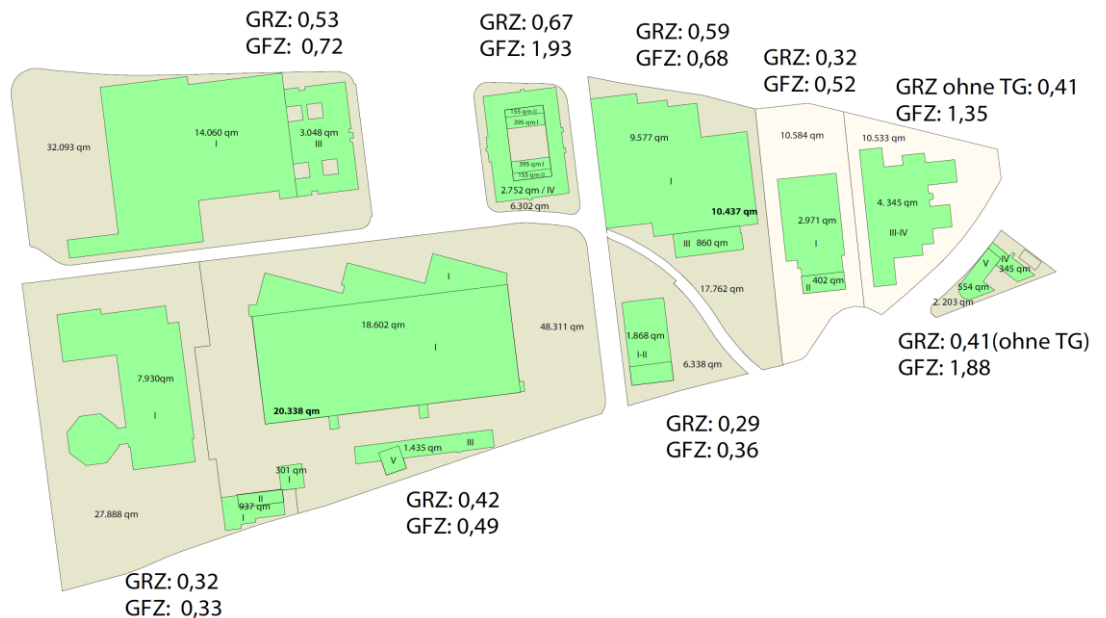 GRZ: 0,53
GFZ: 0,72
GRZ: 0,67
GFZ: 1,93
GRZ: 0,59
GFZ: 0,68
GRZ: 0,32
GFZ: 0,52
GRZ ohne TG: 0,41
GFZ: 1,35
32.093 qm
14.060 qm
I
3.048 qm
III
155 qm II
395 qm I
395 qm I
155 qm II
2.752 qm / IV
6.302 qm
9.577 qm
I
10.437 qm
III 860 qm
17.762 qm
10.584 qm
2.971 qm
I
402 qm
II
10.533 qm
4. 345 qm
III-IV
V
IV
345 qm
554 qm
2. 203 qm
GRZ: 0,41(ohne TG)
GFZ: 1,88
I
18.602 qm
I
48.311 qm
20.338 qm
1.868 qm
I-II
6.338 qm
GRZ: 0,29
GFZ: 0,36
7.930qm
I
1.435 qm
III
V
301 qm
I
II
937 qm
I
27.888 qm
GRZ: 0,42
GFZ: 0,49
GRZ: 0,32
GFZ: 0,33